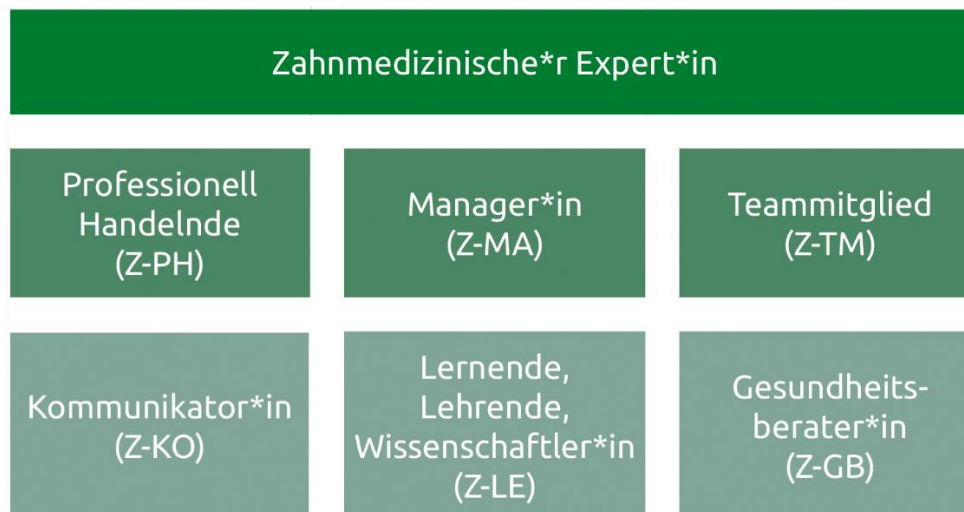 Zahnmedizinische*r Expert*in
Professionell
Handelnde
(Z-PH)
Manager*in
(Z-MA)
Teammitglied
(Z-TM)
Kommunikator*in
(Z-KO)
Lernende,
Lehrende,
Wissenschaftler*in
(Z-LE)
Gesundheits-
berater*in
(Z-GB)